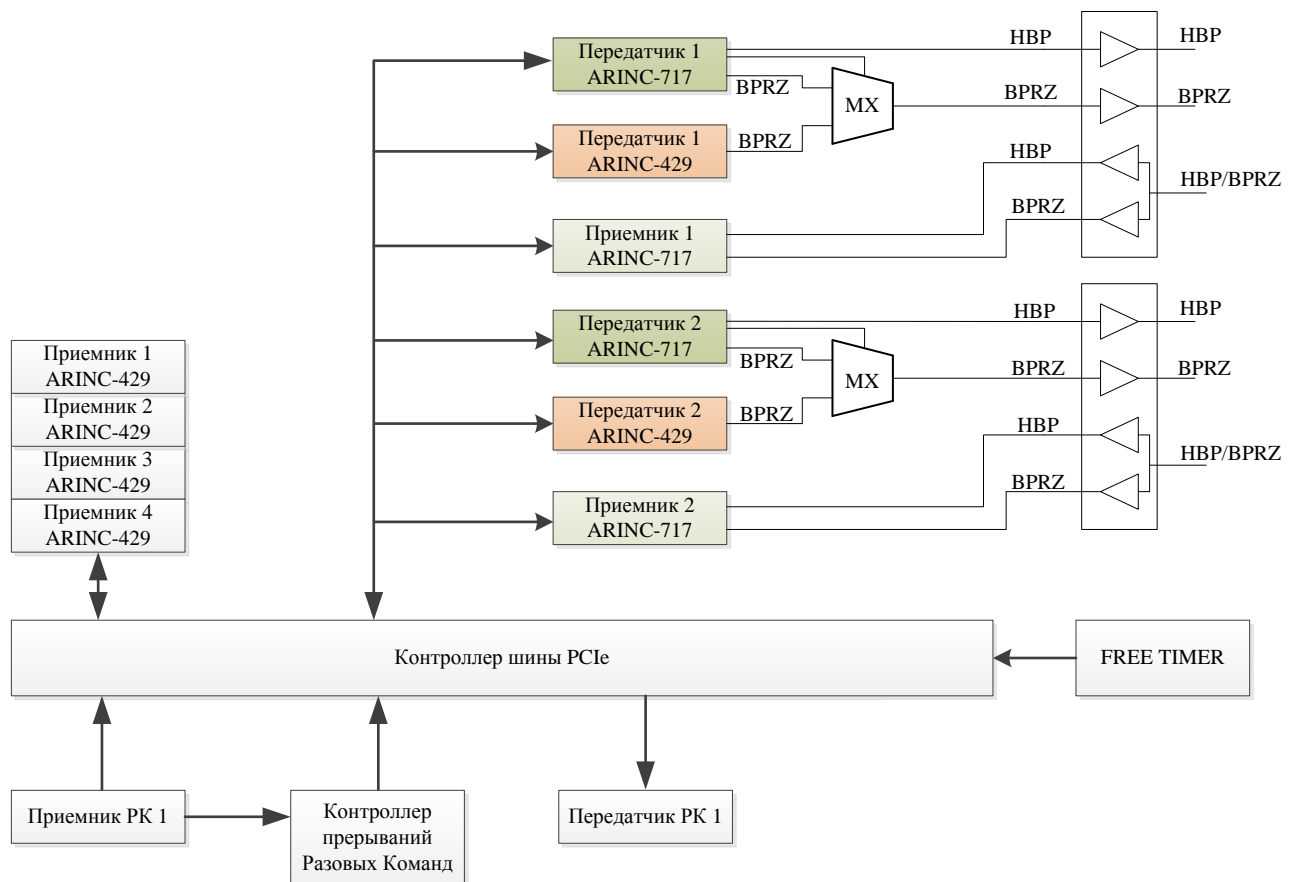 Передатчик 1
ARINC-717
HBP
HBP
BPRZ
MX
BPRZ
BPRZ
Передатчик 1
ARINC-429
BPRZ
HBP
HBP/BPRZ
Приемник 1
ARINC-717
BPRZ
Передатчик 2
ARINC-717
HBP
HBP
BPRZ
MX
BPRZ
BPRZ
Передатчик 2
ARINC-429
BPRZ
HBP
HBP/BPRZ
Приемник 2
ARINC-717
BPRZ
Приемник 1
ARINC-429
Приемник 2
ARINC-429
Приемник 3
ARINC-429
Приемник 4
ARINC-429
Контроллер шины PCIe
FREE TIMER
Приемник РК 1
Контроллер
прерываний
Разовых Команд
Передатчик РК 1